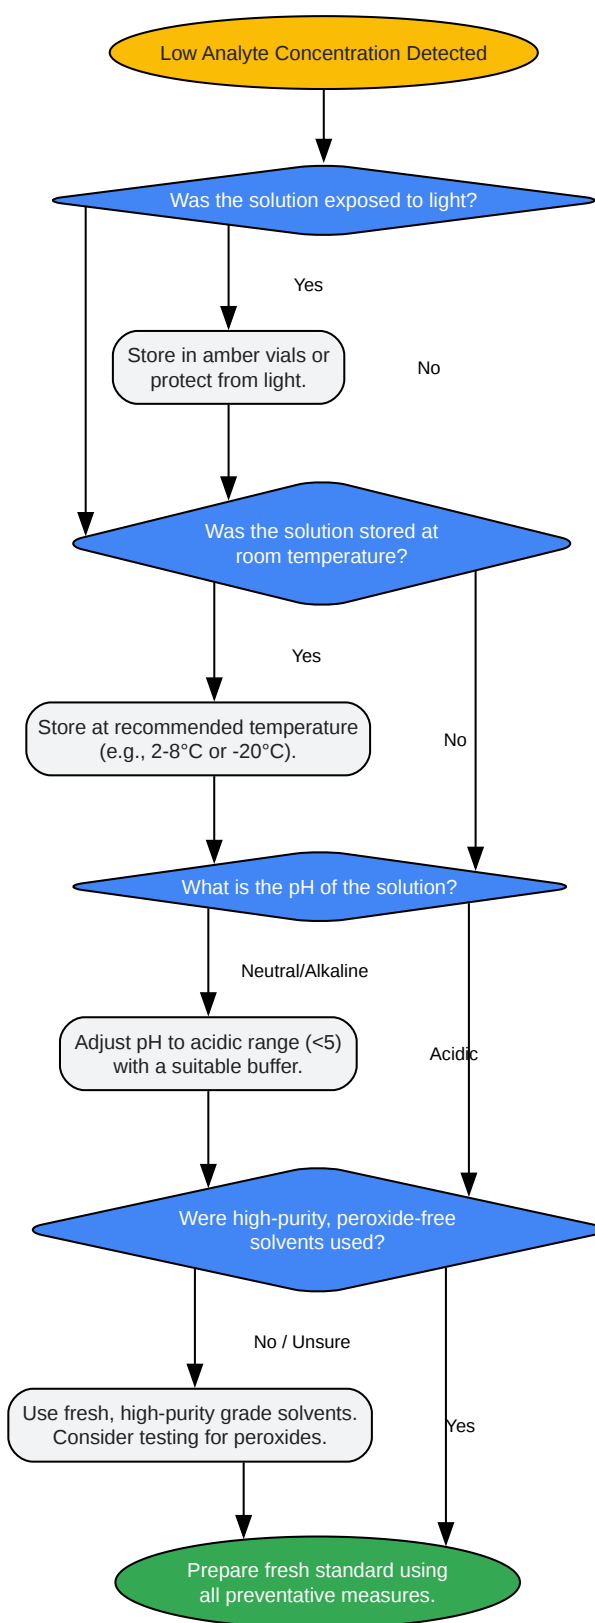 Low Analyte Concentration Detected
Was the solution exposed to light?
Yes
Store in amber vials or
protect from light.
No
Was the solution stored at
room temperature?
Yes
Store at recommended temperature
(e.g., 2-8°C or -20°C).
No
What is the pH of the solution?
Neutral/Alkaline
Adjust pH to acidic range (<5)
with a suitable buffer.
Acidic
Were high-purity, peroxide-free
solvents used?
No / Unsure
Use fresh, high-purity grade solvents.
Consider testing for peroxides.
Yes
Prepare fresh standard using
all preventative measures.